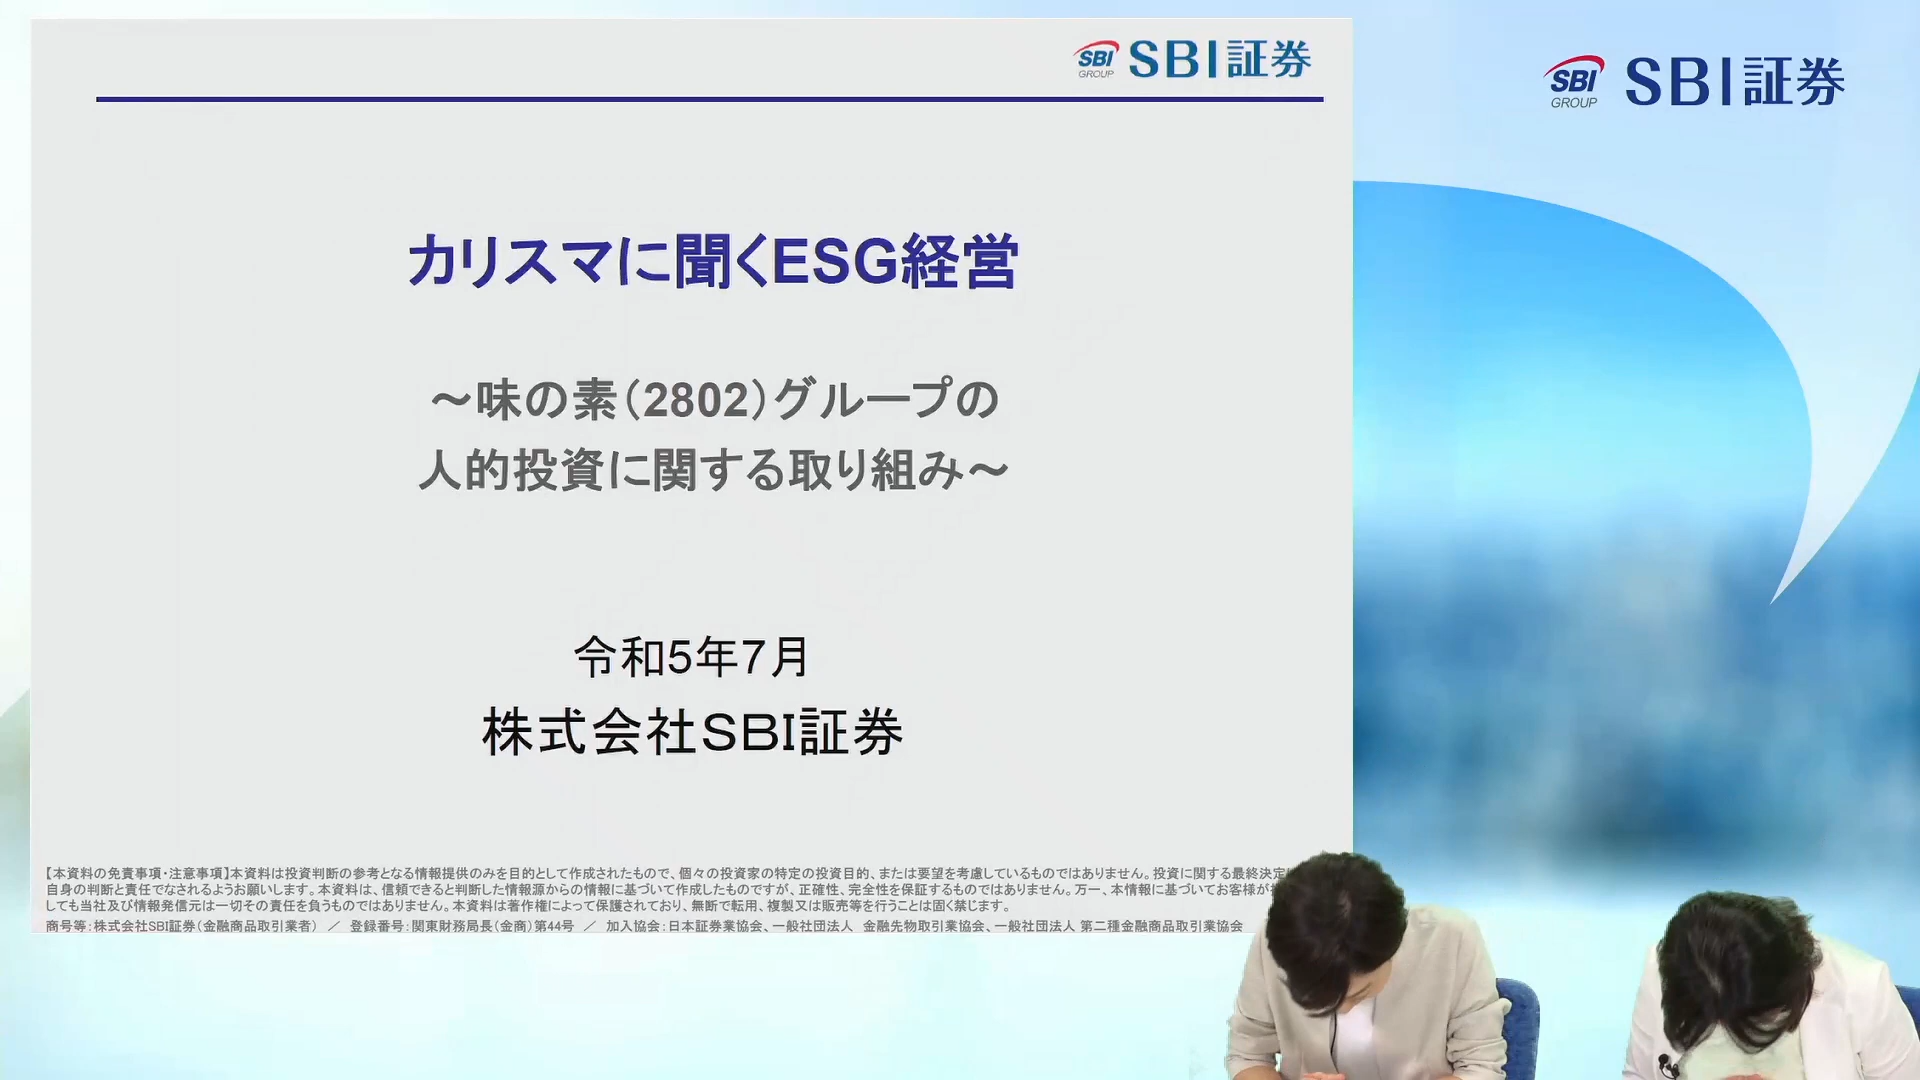 SBI GROUP SBI証券
SBI GROUP SBI証券
カリスマに聞くESG経営
～味の素（2802）グループの
人的投資に関する取り組み～
令和5年7月
株式会社SBI証券
【本資料の免責事項・注意事項】本資料は投資判断の参考となる情報提供のみを目的として作成されたもので、個々の投資家の特定の投資目的、または要望を考慮しているものではありません。投資に関する最終決定
自身の判断と責任でなされるようお願いします。本資料は、信頼できると判断した情報源からの情報に基づいて作成したものですが、正確性、完全性を保証するものではありません。万一、本情報に基づいてお客様が
しても当社及び情報発信元は一切その責任を負うものではありません。本資料は著作権によって保護されており、無断で転用、複製又は販売等を行うことは固く禁じます。
商号等：株式会社SBI証券（金融商品取引業者） ／ 登録番号：関東財務局長（金商）第44号 ／ 加入協会：日本証券業協会、一般社団法人 金融先物取引業協会、一般社団法人 第二種金融商品取引業協会